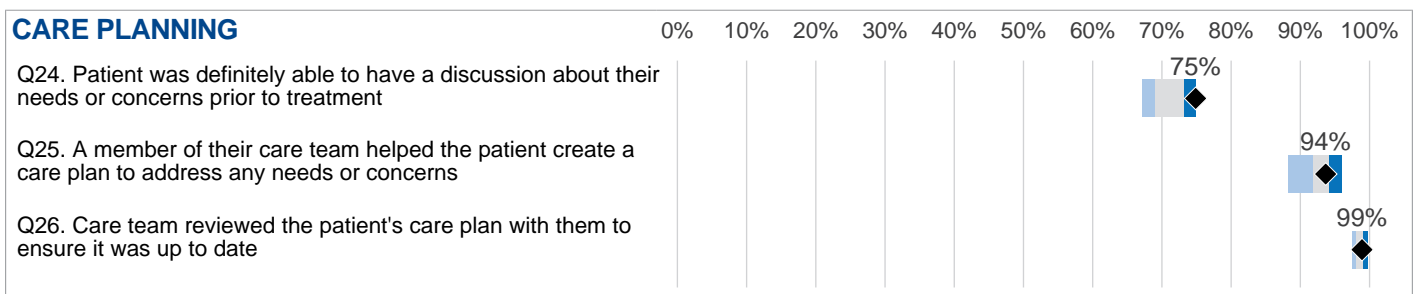 CARE PLANNING
0% 10% 20% 30% 40% 50% 60% 70% 80% 90% 100%
Q24. Patient was definitely able to have a discussion about their
needs or concerns prior to treatment
75%
Q25. A member of their care team helped the patient create a
care plan to address any needs or concerns
94%
Q26. Care team reviewed the patient's care plan with them to
ensure it was up to date
99%